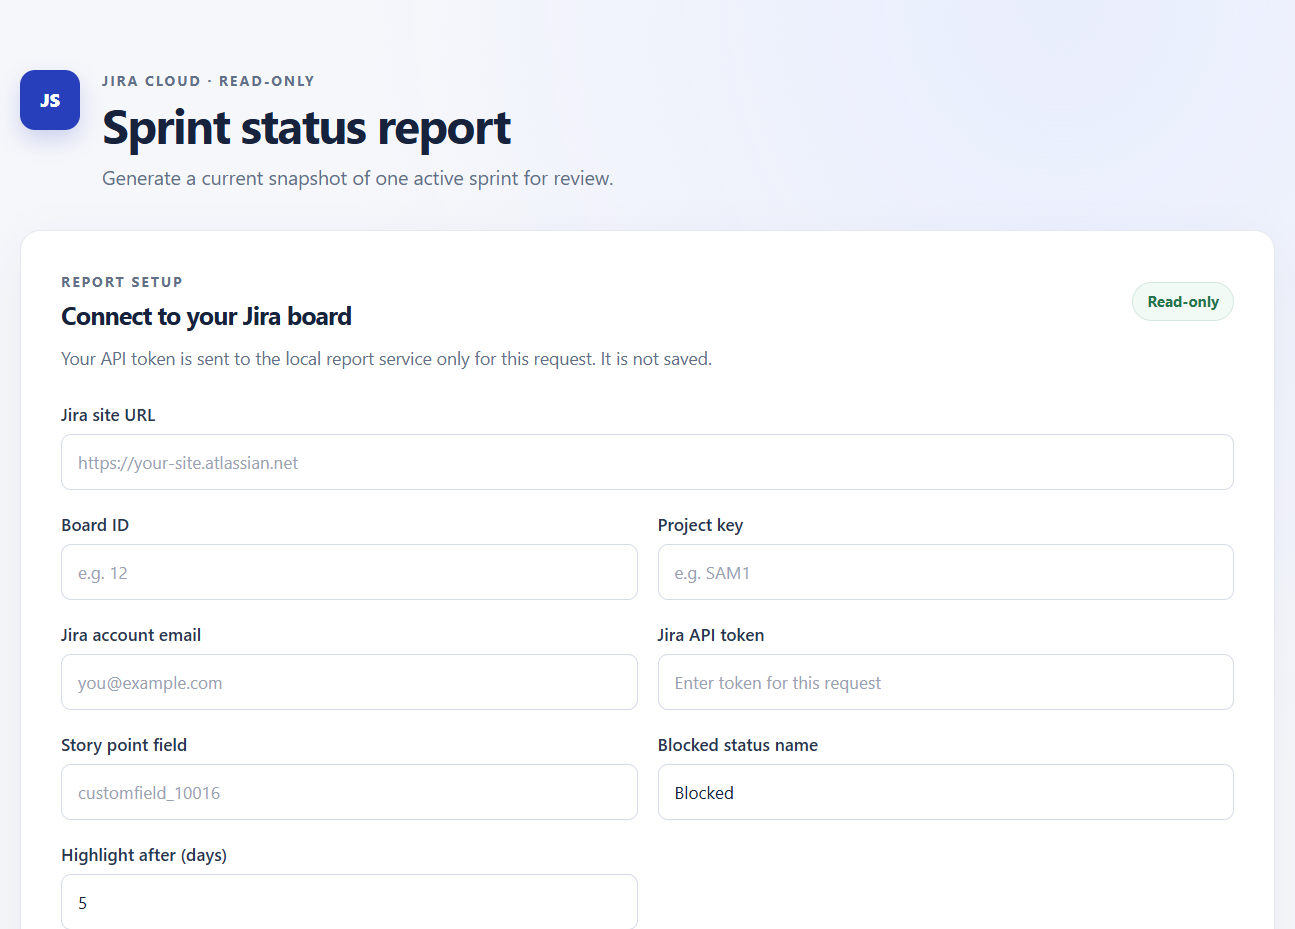 JS
JIRA CLOUD · READ-ONLY
Sprint status report
Generate a current snapshot of one active sprint for review.
REPORT SETUP
Connect to your Jira board
Read-only
Your API token is sent to the local report service only for this request. It is not saved.
Jira site URL
https://your-site.atlassian.net
Board ID
Project key
e.g. 12
e.g. SAM1
Jira account email
Jira API token
you@example.com
Enter token for this request
Story point field
Blocked status name
customfield_10016
Blocked
Highlight after (days)
5